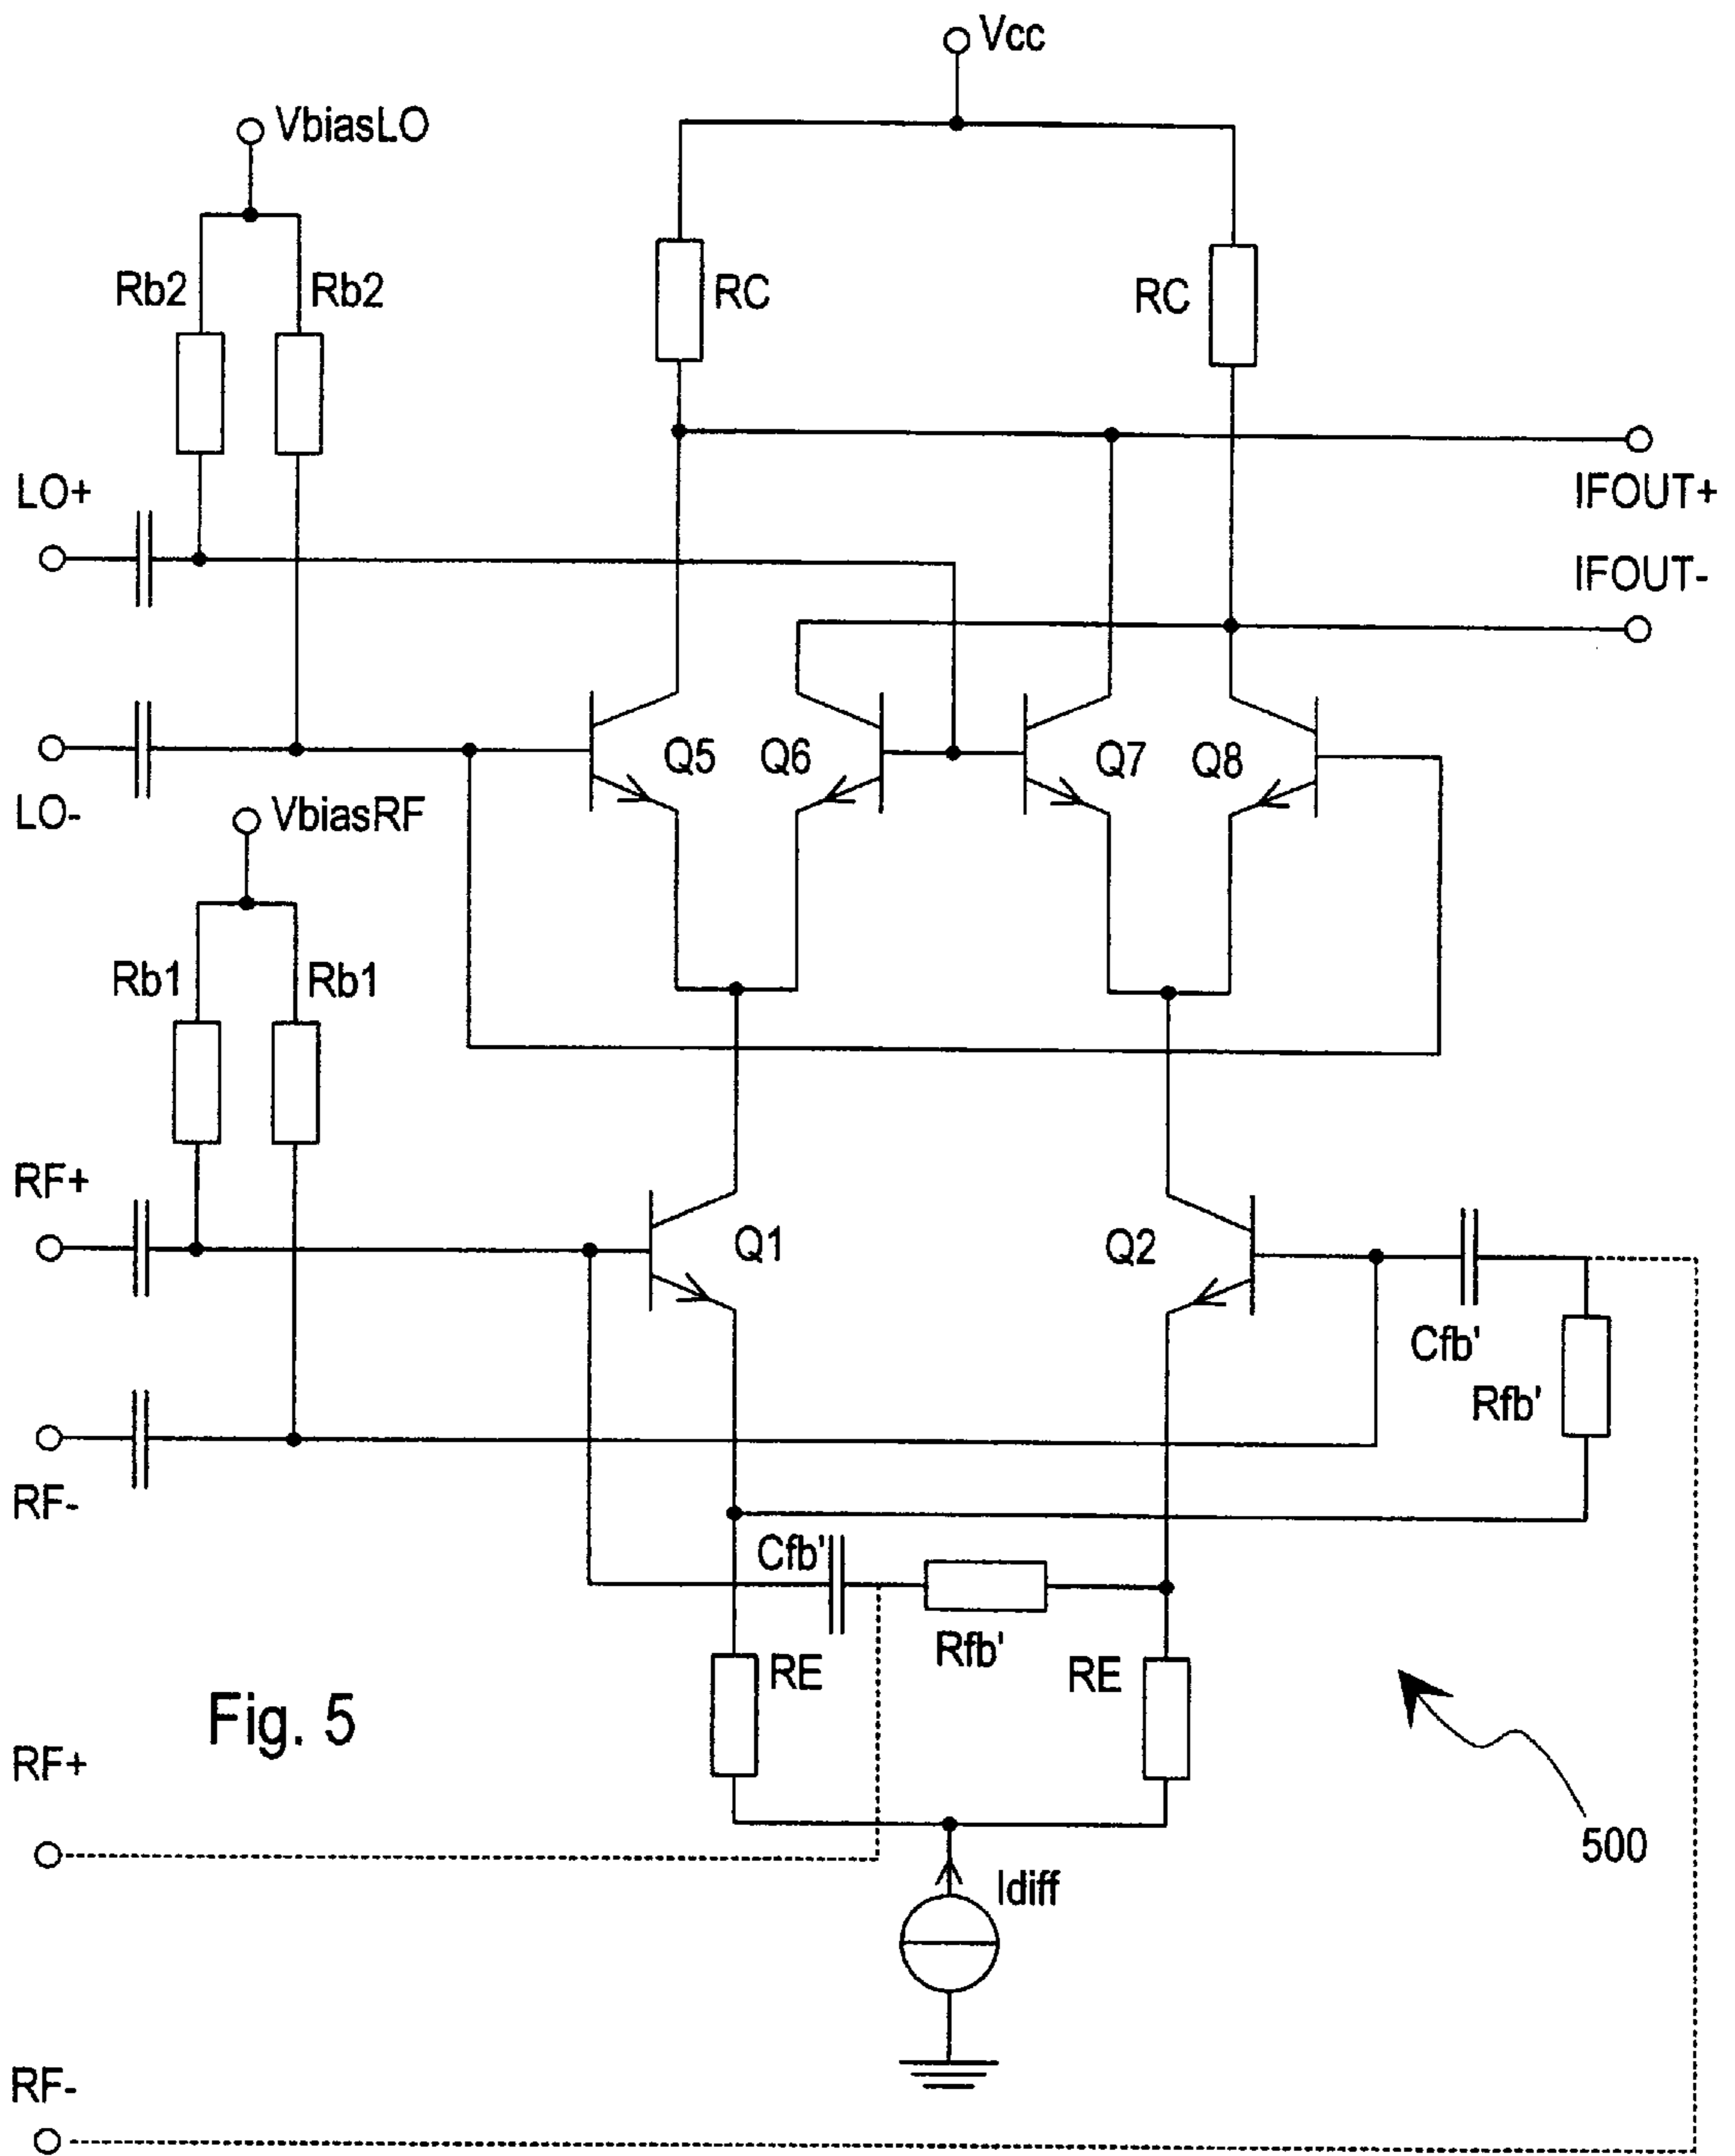 Vcc
VbiasLO
Rb2
Rb2
RC
RC
LO+
IFOUT+
IFOUT-
Q5
Q6
Q7
Q8
LO-
VbiasRF
Rb1
Rb1
RF+
Q1
Q2
Cfb'
Rfb'
RF-
Cfb'
Rfb'
RE
RE
Fig. 5
RF+
500
Idiff
RF-